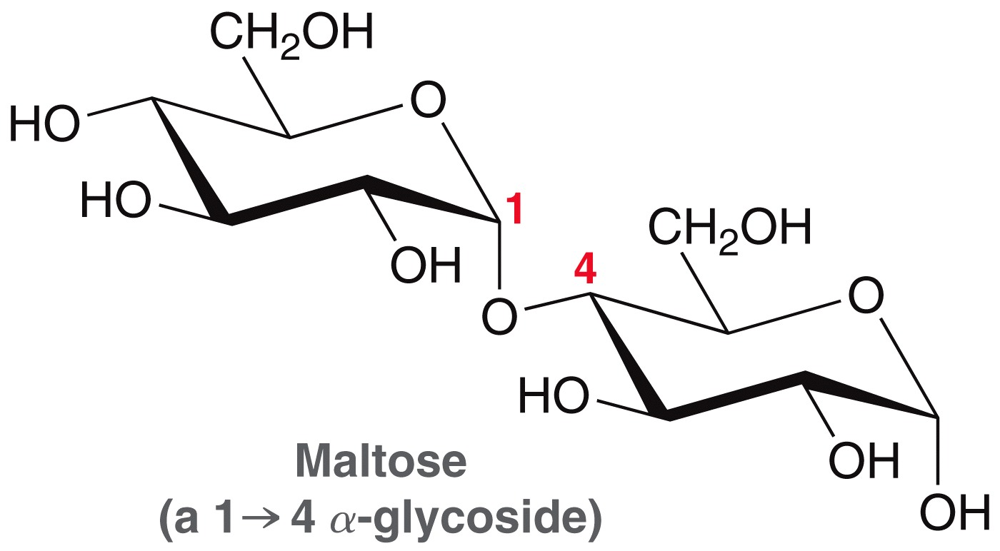 CH₂OH
O
HO
HO
1
OH
CH₂OH
4
O
O
HO
OH
OH
Maltose
(a 1→4 α-glycoside)